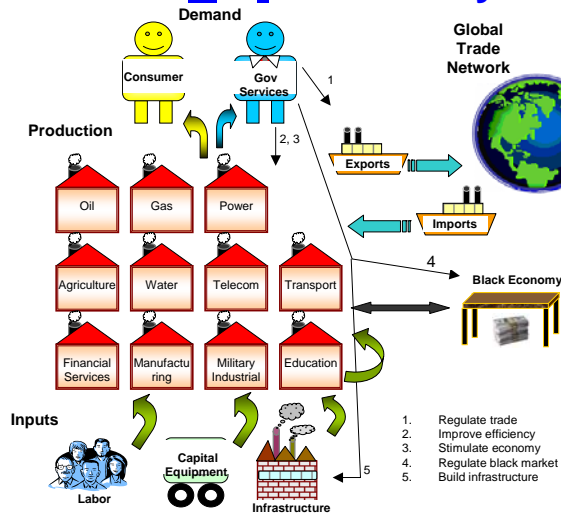 Demand
Global
Trade
Network
Consumer
Gov
Services
1
Production
2, 3
Exports
Oil
Gas
Power
Imports
4
Agriculture
Water
Telecom
Transport
Black Economy
Financial
Services
Manufactu
ring
Military
Industrial
Education
Inputs
Capital
Equipment
5
Labor
Infrastructure
1. Regulate trade
2. Improve efficiency
3. Stimulate economy
4. Regulate black market
5. Build infrastructure